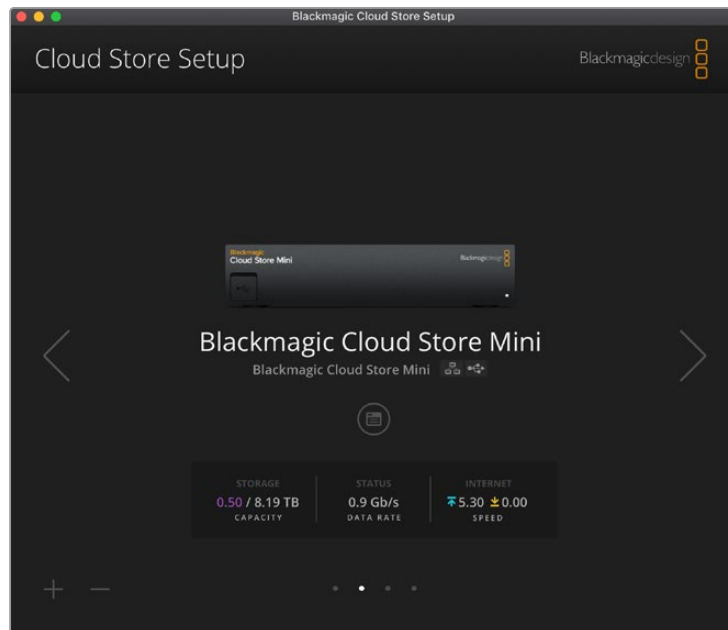 Blackmagic Cloud Store Setup
Cloud Store Setup
Blackmagicdesign
Blackmagic
Cloud Store Mini
Blackmagicdesign
Blackmagic Cloud Store Mini
Blackmagic Cloud Store Mini
STORAGE
0.50 / 8.19 TB
CAPACITY
STATUS
0.9 Gb/s
DATA RATE
INTERNET
5.30 0.00
SPEED